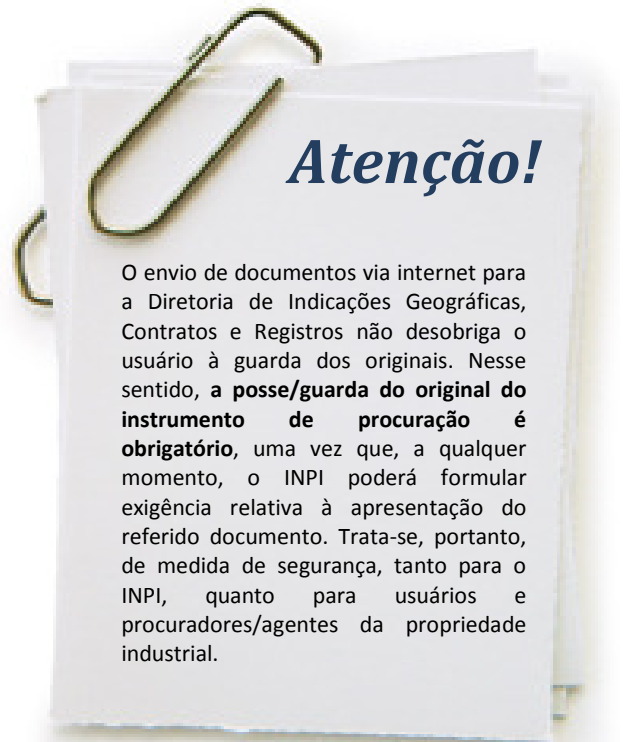 Atenção!
O envio de documentos via internet para
a Diretoria de Indicações Geográficas,
Contratos e Registros não desobriga o
usuário à guarda dos originais. Nesse
sentido, a posse/guarda do original do
instrumento de procuração é
obrigatório, uma vez que, a qualquer
momento, o INPI poderá formular
exigência relativa à apresentação do
referido documento. Trata-se, portanto,
de medida de segurança, tanto para o
INPI, quanto para usuários e
procuradores/agentes da propriedade
industrial.